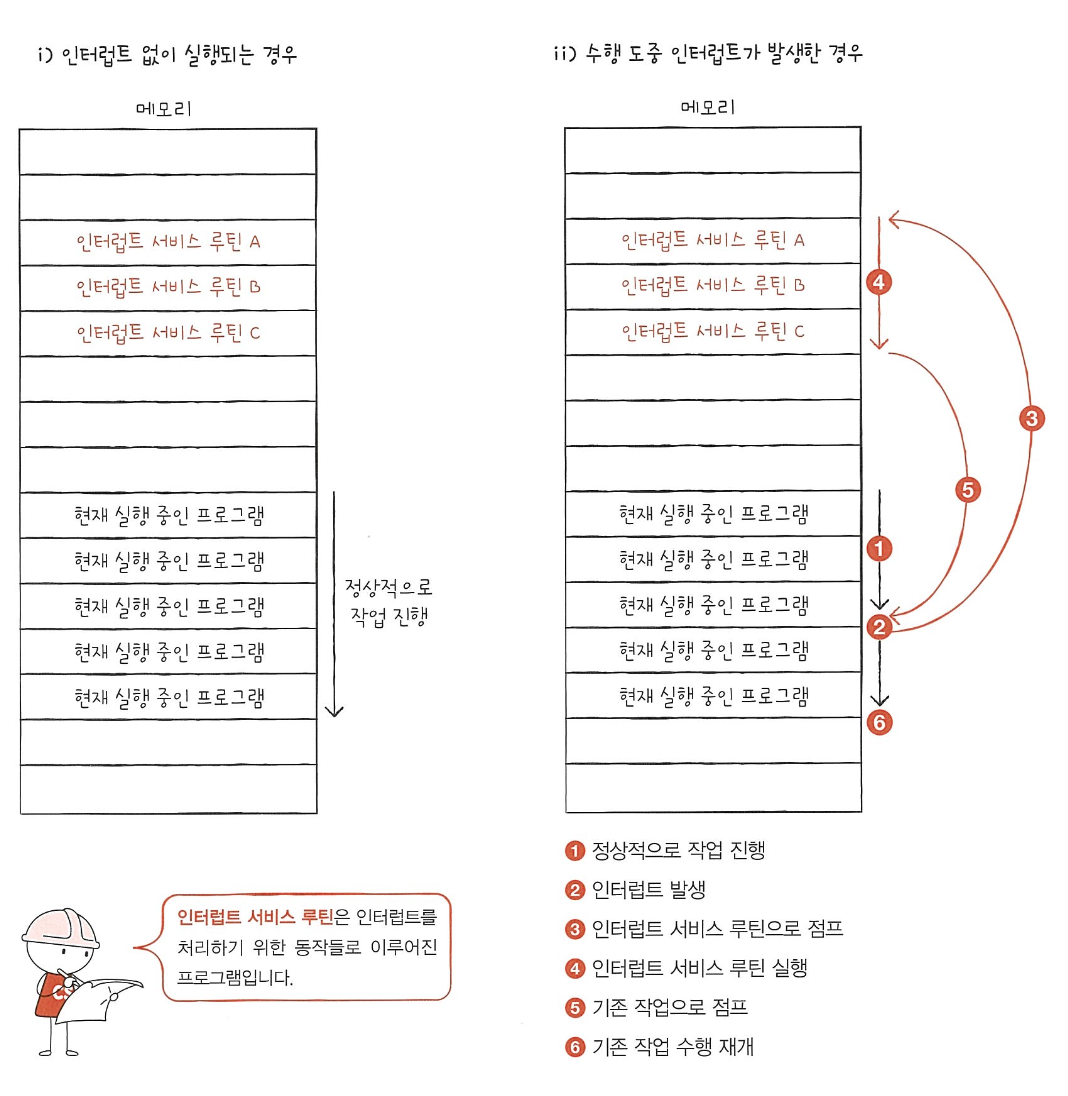 i) 인터럽트 없이 실행되는 경우
메모리
인터럽트 서비스 루틴 A
인터럽트 서비스 루틴 B
인터럽트 서비스 루틴 C
현재 실행 중인 프로그램
현재 실행 중인 프로그램
현재 실행 중인 프로그램
현재 실행 중인 프로그램
현재 실행 중인 프로그램
정상적으로
작업 진행
인터럽트 서비스 루틴은 인터럽트를
처리하기 위한 동작들로 이루어진
프로그램입니다.
ii) 수행 도중 인터럽트가 발생한 경우
메모리
인터럽트 서비스 루틴 A
인터럽트 서비스 루틴 B
인터럽트 서비스 루틴 C
현재 실행 중인 프로그램
현재 실행 중인 프로그램
현재 실행 중인 프로그램
현재 실행 중인 프로그램
현재 실행 중인 프로그램
4
3
5
1
2
6
1 정상적으로 작업 진행
2 인터럽트 발생
3 인터럽트 서비스 루틴으로 점프
4 인터럽트 서비스 루틴 실행
5 기존 작업으로 점프
6 기존 작업 수행 재개